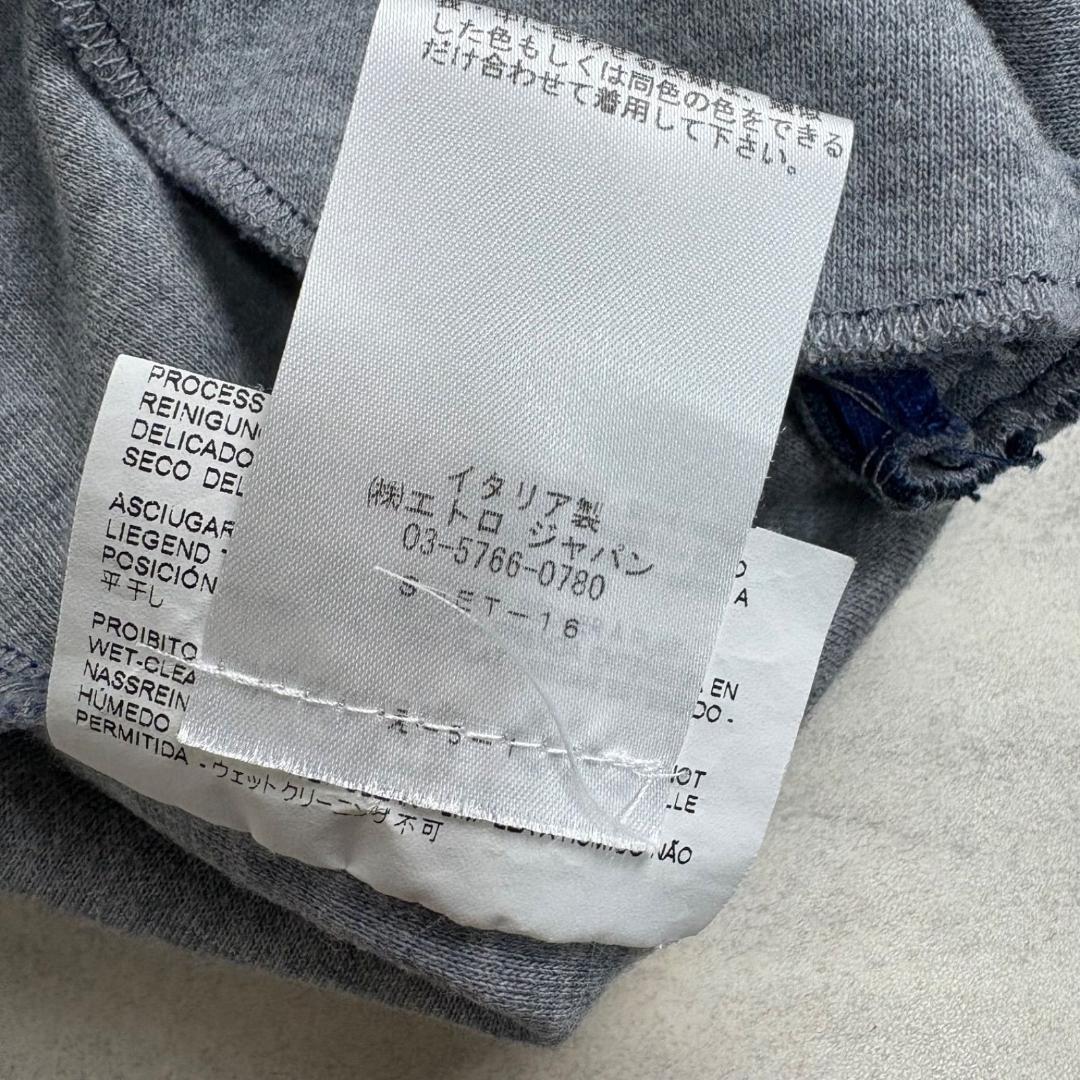 した色もしくは同色の色をできる
だけ合わせて着用して下さい。
イタリア製
(株)エトロ ジャパン
03-5766-0780
S ET-16
PROCESS
REINIGUN
DELICADO
SECO DEL
ASCIUGAR
LIEGEND -
POSICIÓN
平干し
PROIBITO
WET-CLEA
NASSREIN
HÚMEDO
PERMITIDA - ウェットクリーニング不可
A
EN
DO -
NOT
LLE
NÃO